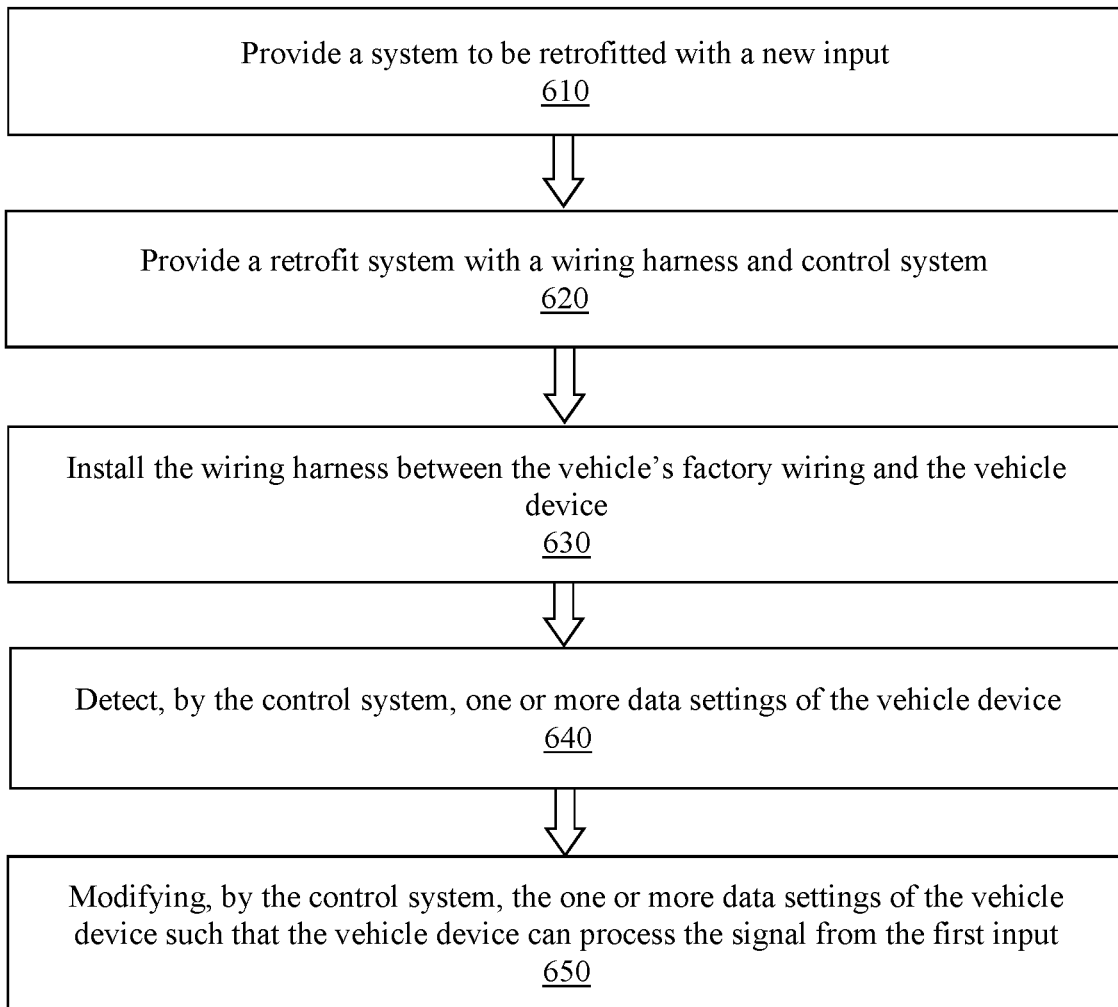 Provide a system to be retrofitted with a new input
610
Provide a retrofit system with a wiring harness and control system
620
Install the wiring harness between the vehicle’s factory wiring and the vehicle
device
630
Detect, by the control system, one or more data settings of the vehicle device
640
Modifying, by the control system, the one or more data settings of the vehicle
device such that the vehicle device can process the signal from the first input
650